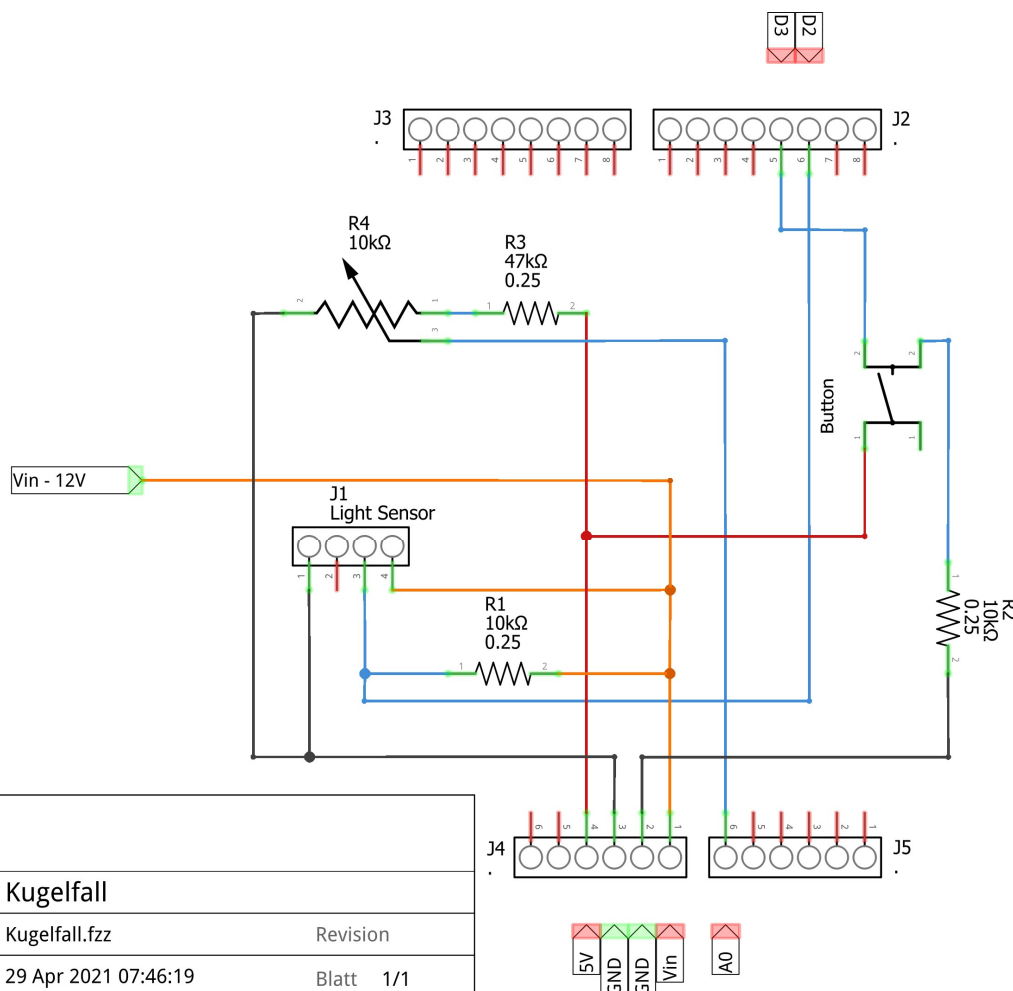 D3 D2
J3
.
J2
.
1 2 3 4 5 6 7 8
1 2 3 4 5 6 7 8
R4
10kΩ
2
1
3
R3
47kΩ
0.25
1
2
2
2
Button
1
1
Vin - 12V
J1
Light Sensor
1 2 3 4
R1
10kΩ
0.25
1
2
R2
10kΩ
0.25
1
2
J4
.
6 5 4 3 2 1
6 5 4 3 2 1
J5
.
5V GND GND Vin A0
Kugelfall
Kugelfall.fzz Revision
29 Apr 2021 07:46:19 Blatt 1/1